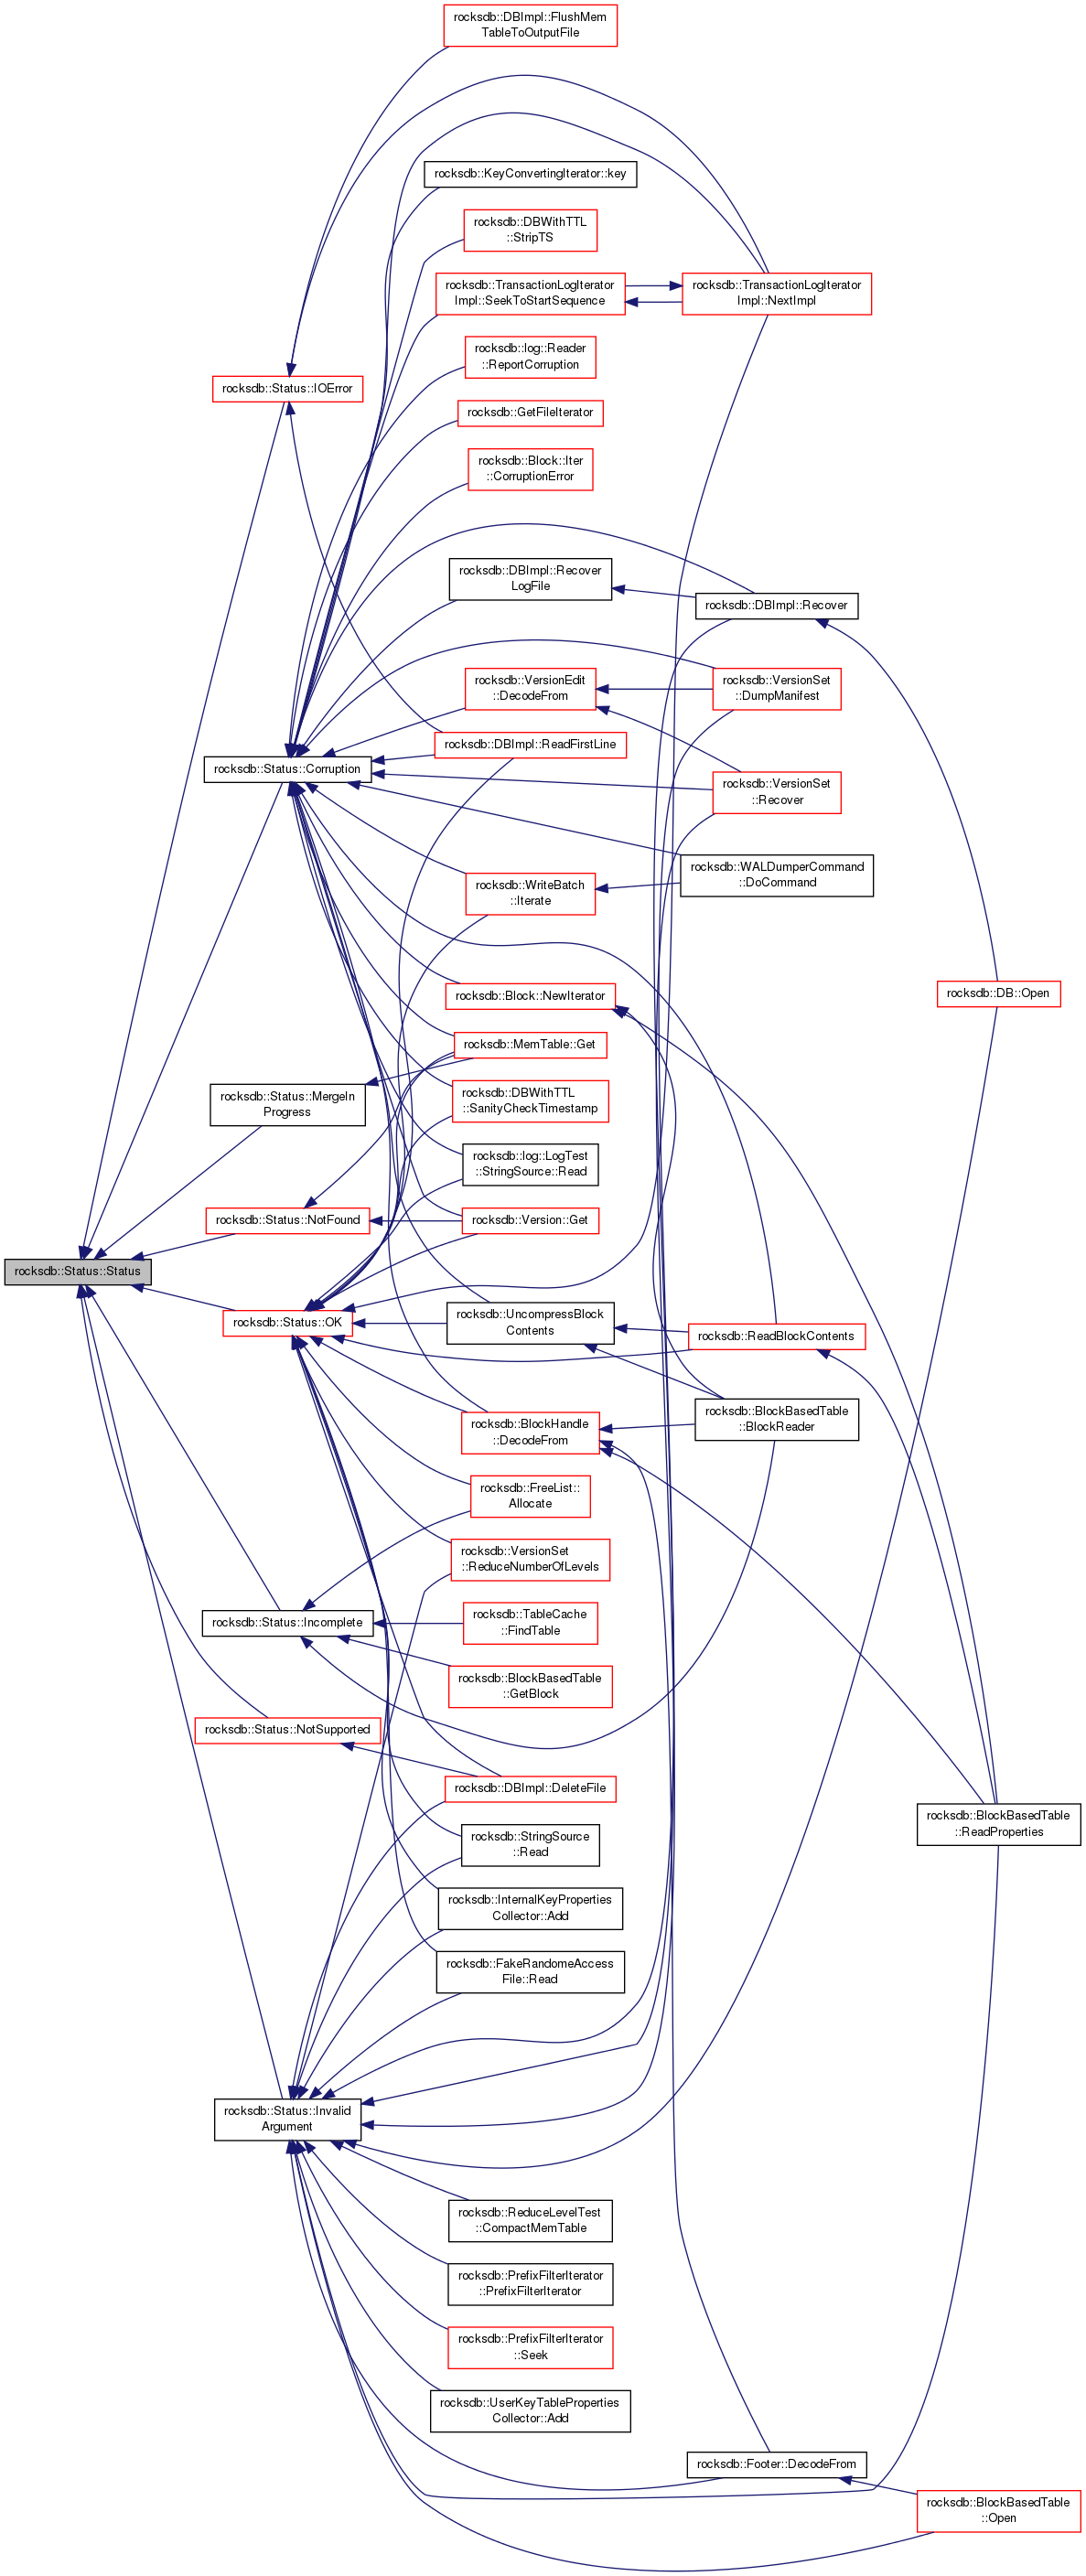 rocksdb::DBImpl::FlushMem
TableToOutputFile
rocksdb::KeyConvertingIterator::key
rocksdb::DBWithTTL
::StripTS
rocksdb::TransactionLogIterator
Impl::SeekToStartSequence
rocksdb::TransactionLogIterator
Impl::NextImpl
rocksdb::log::Reader
::ReportCorruption
rocksdb::Status::IOError
rocksdb::GetFileIterator
rocksdb::Block::Iter
::CorruptionError
rocksdb::DBImpl::Recover
LogFile
rocksdb::DBImpl::Recover
rocksdb::VersionEdit
::DecodeFrom
rocksdb::VersionSet
::DumpManifest
rocksdb::DBImpl::ReadFirstLine
rocksdb::Status::Corruption
rocksdb::VersionSet
::Recover
rocksdb::WALDumperCommand
::DoCommand
rocksdb::WriteBatch
::Iterate
rocksdb::Block::NewIterator
rocksdb::DB::Open
rocksdb::MemTable::Get
rocksdb::Status::MergeIn
Progress
rocksdb::DBWithTTL
::SanityCheckTimestamp
rocksdb::log::LogTest
::StringSource::Read
rocksdb::Status::NotFound
rocksdb::Version::Get
rocksdb::Status::Status
rocksdb::Status::OK
rocksdb::UncompressBlock
Contents
rocksdb::ReadBlockContents
rocksdb::BlockBasedTable
::BlockReader
rocksdb::BlockHandle
::DecodeFrom
rocksdb::FreeList::
Allocate
rocksdb::VersionSet
::ReduceNumberOfLevels
rocksdb::Status::Incomplete
rocksdb::TableCache
::FindTable
rocksdb::BlockBasedTable
::GetBlock
rocksdb::Status::NotSupported
rocksdb::DBImpl::DeleteFile
rocksdb::BlockBasedTable
::ReadProperties
rocksdb::StringSource
::Read
rocksdb::InternalKeyProperties
Collector::Add
rocksdb::FakeRandomeAccess
File::Read
rocksdb::Status::Invalid
Argument
rocksdb::ReduceLevelTest
::CompactMemTable
rocksdb::PrefixFilterIterator
::PrefixFilterIterator
rocksdb::PrefixFilterIterator
::Seek
rocksdb::UserKeyTableProperties
Collector::Add
rocksdb::Footer::DecodeFrom
rocksdb::BlockBasedTable
::Open